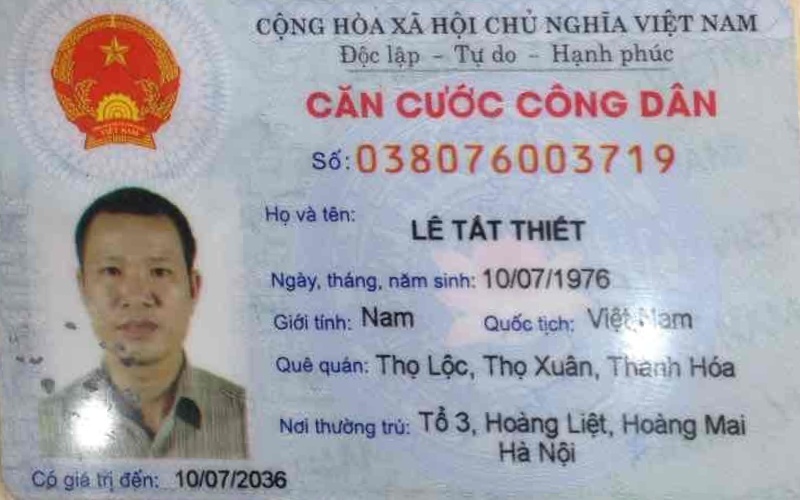 CỘNG HÒA XÃ HỘI CHỦ NGHĨA VIỆT NAM
Độc lập - Tự do - Hạnh phúc
CĂN CƯỚC CÔNG DÂN
Số: 038076003719
Họ và tên: LÊ TẤT THIẾT
Ngày, tháng, năm sinh: 10/07/1976
Giới tính: Nam Quốc tịch: Việt Nam
Quê quán: Thọ Lộc, Thọ Xuân, Thanh Hóa
Nơi thường trú: Tổ 3, Hoàng Liệt, Hoàng Mai
Hà Nội
Có giá trị đến: 10/07/2036
VIỆT NAM